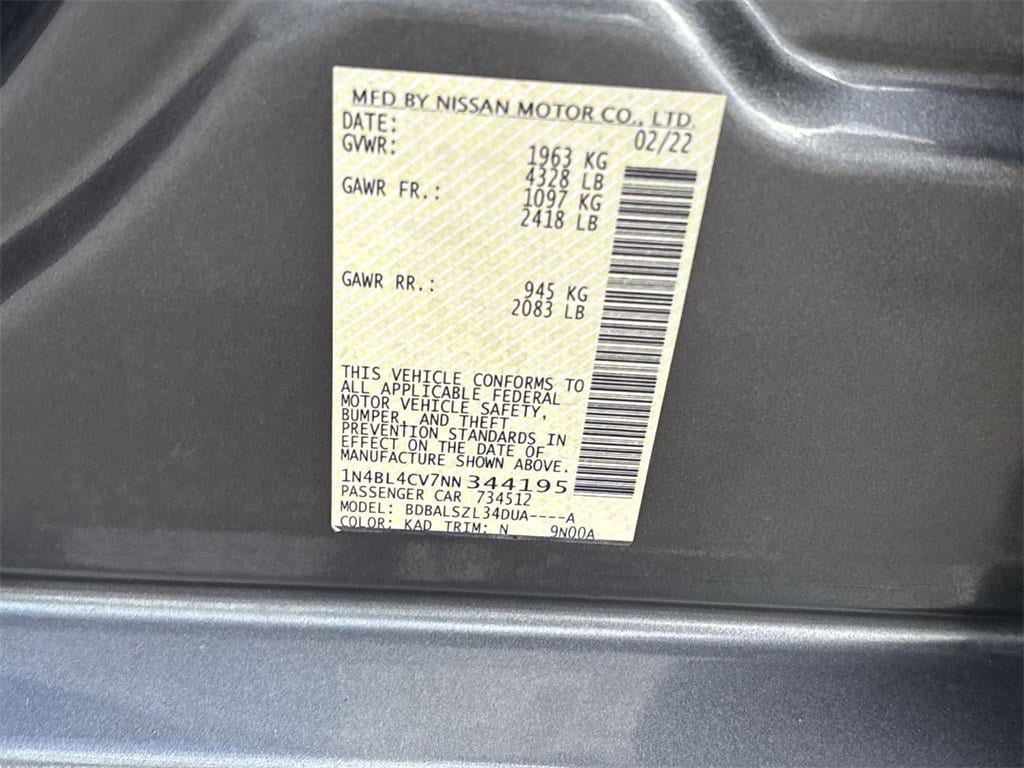 MFD BY NISSAN MOTOR CO., LTD.
DATE: 02/22
GVWR: 1963 KG
4328 LB
GAWR FR.: 1097 KG
2418 LB
GAWR RR.: 945 KG
2083 LB
THIS VEHICLE CONFORMS TO
ALL APPLICABLE FEDERAL
MOTOR VEHICLE SAFETY,
BUMPER, AND THEFT
PREVENTION STANDARDS IN
EFFECT ON THE DATE OF
MANUFACTURE SHOWN ABOVE.
1N4BL4CV7NN344195
PASSENGER CAR 734512
MODEL: BDBALSZL34DUA----A
COLOR: KAD TRIM: N 9N00A